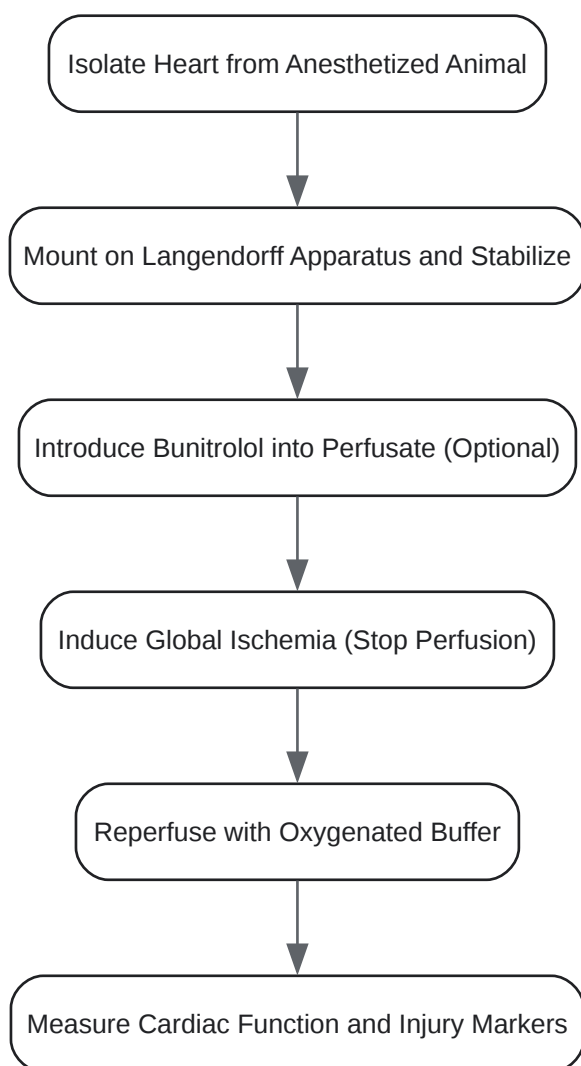 Isolate Heart from Anesthetized Animal
Mount on Langendorff Apparatus and Stabilize
Introduce Bunitrolol into Perfusate (Optional)
Induce Global Ischemia (Stop Perfusion)
Reperfuse with Oxygenated Buffer
Measure Cardiac Function and Injury Markers